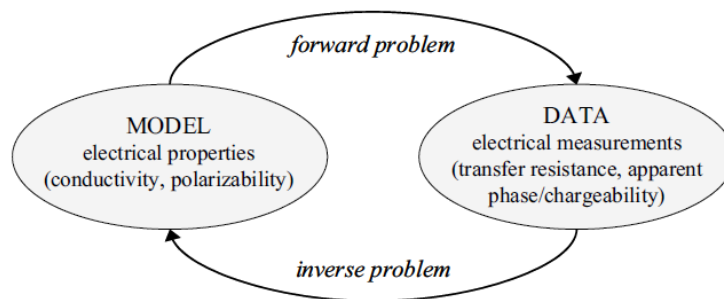 forward problem
MODEL
electrical properties
(conductivity, polarizability)
DATA
electrical measurements
(transfer resistance, apparent
phase/chargeability)
inverse problem